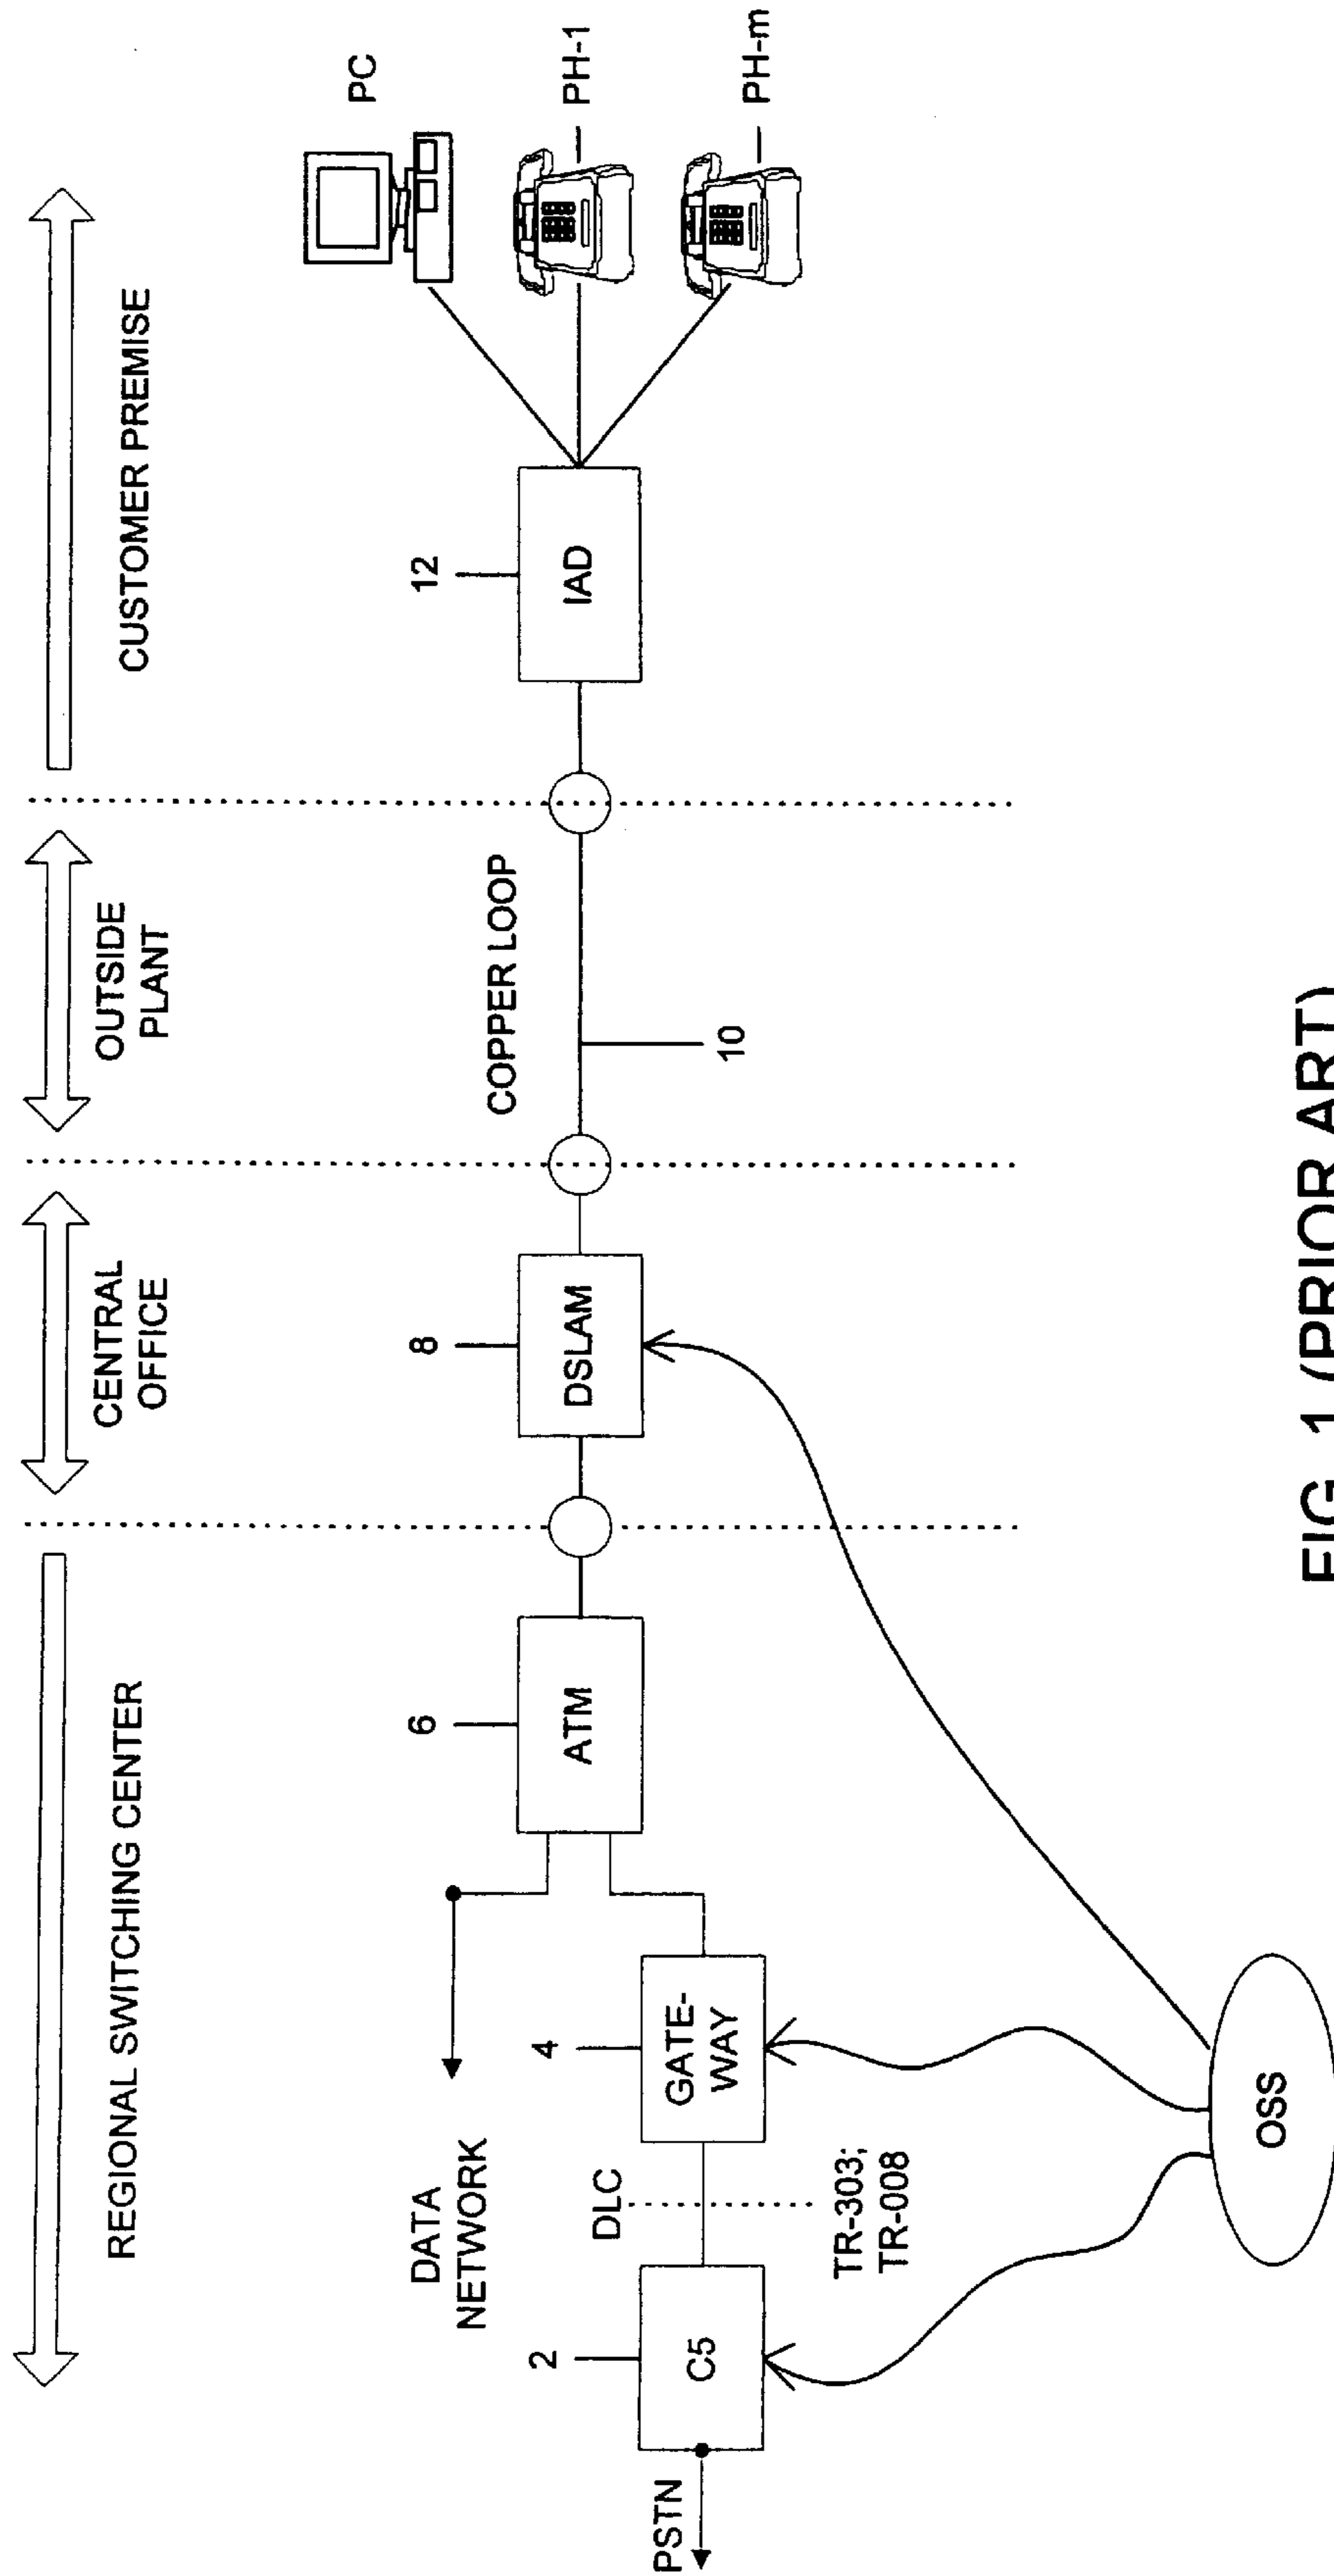 REGIONAL SWITCHING CENTER
CENTRAL
OFFICE
OUTSIDE
PLANT
CUSTOMER PREMISE
DATA
NETWORK
6
8
12
PC
ATM
DSLAM
COPPER LOOP
10
IAD
PH-1
PH-m
2
4
PSTN
C5
DLC
TR-303;
TR-008
GATE-
WAY
OSS
FIG. 1 (PRIOR ART)